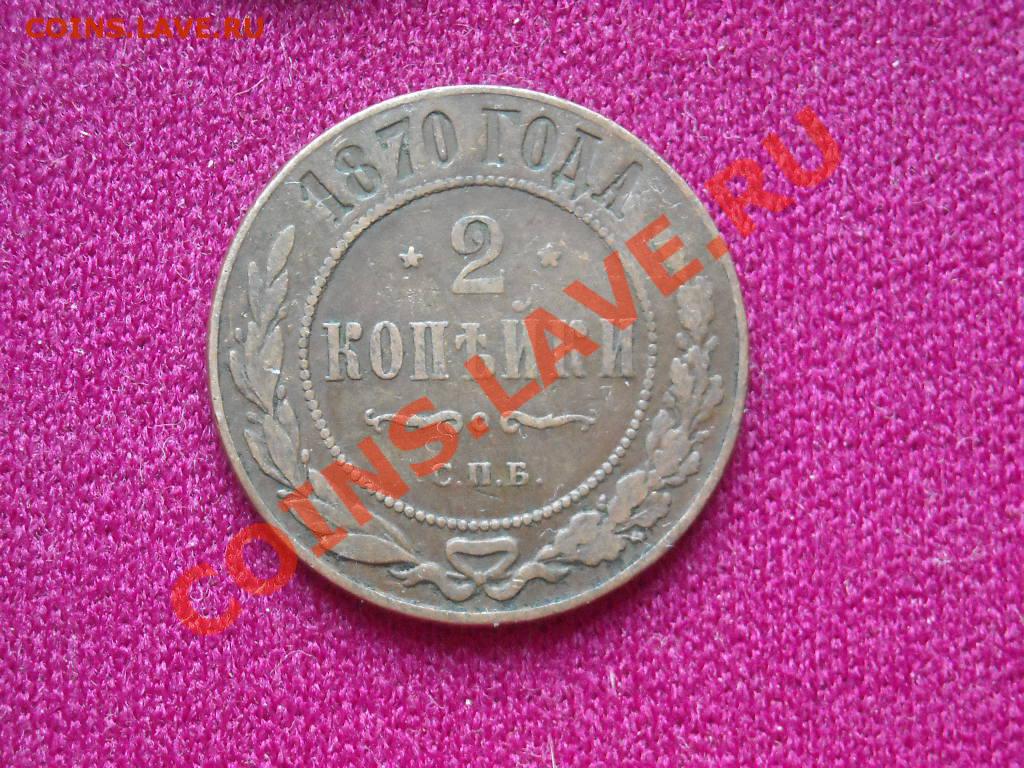 COINS.LAVE.RU
1870 ГОДА
2
КОПѢЙКИ
С.П.Б.
COINS.LAVE.RU